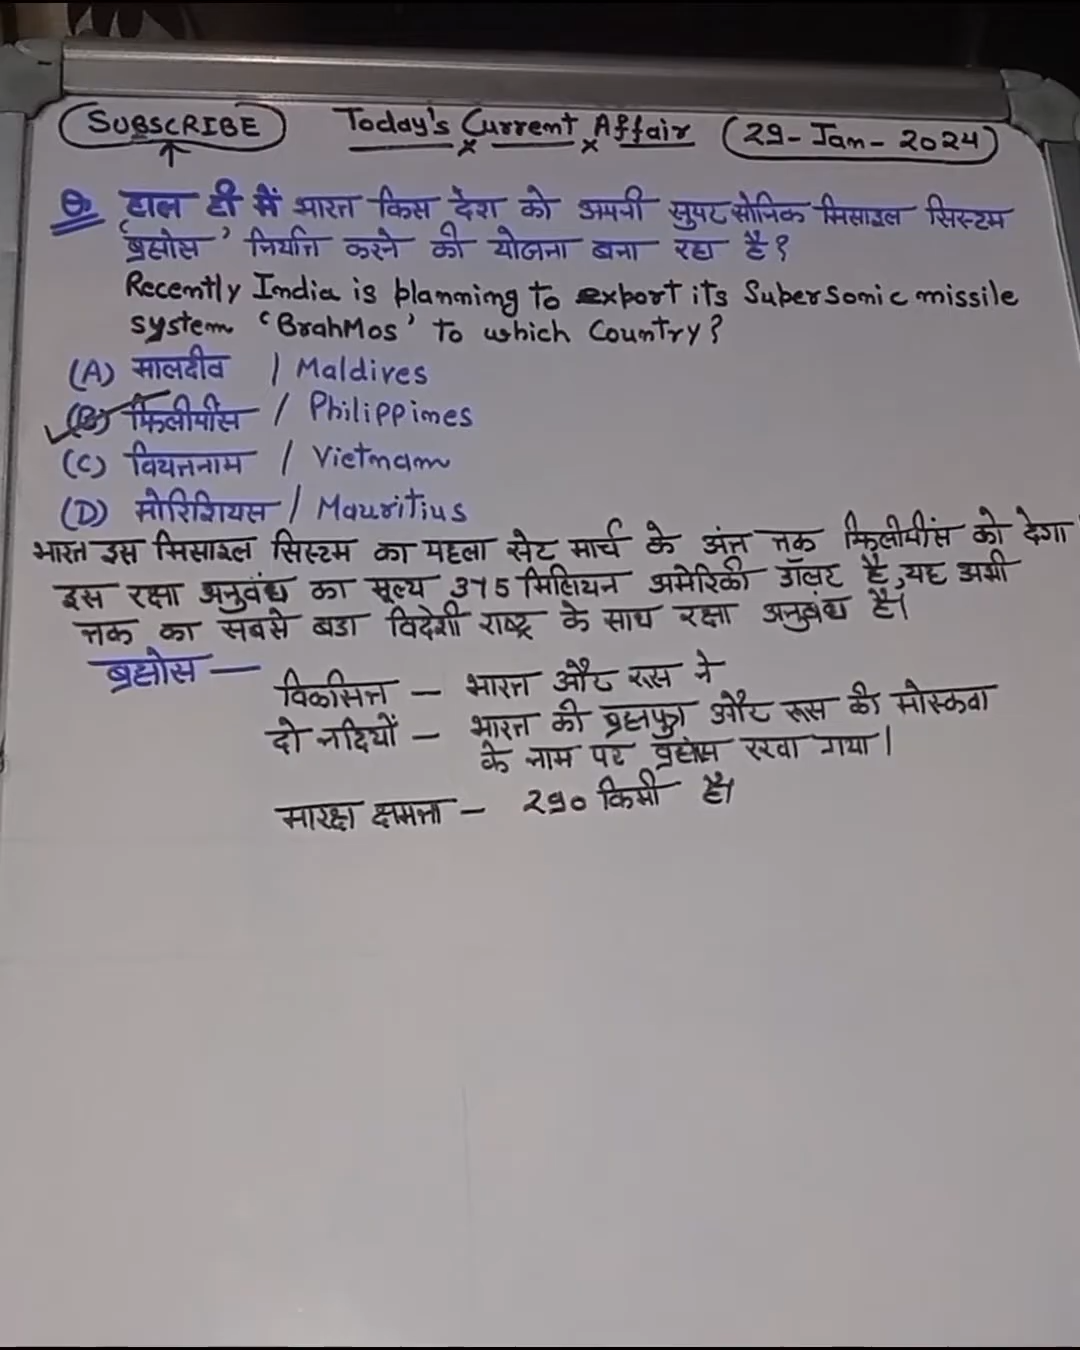 SUBSCRIBE Today's Current Affair (29-Jan-2024)
Q. हाल ही में भारत किस देश को अपनी सुपरसोनिक मिसाइल सिस्टम
'ब्रह्मोस' निर्यात करने की योजना बना रहा है?
Recently India is planning to export its Supersonic missile
system 'BrahMos' to which Country?
(A) मालदीव / Maldives
(B) फिलीपींस / Philippines
(C) वियतनाम / Vietnam
(D) मोरिशियस / Mauritius
भारत इस मिसाइल सिस्टम का पहला सेट मार्च के अंत तक फिलीपींस को देगा।
इस रक्षा अनुबंध का मूल्य 375 मिलियन अमेरिकी डॉलर है, यह अभी
तक का सबसे बडा विदेशी राष्ट्र के साथ रक्षा अनुबंध है।
ब्रह्मोस —
विकसित — भारत और रूस ने
दो नदियों — भारत की ब्रह्मपुत्रा और रूस की मोस्कवा
के नाम पर ब्रह्मोस रखा गया।
मारक क्षमता — 290 किमी है।